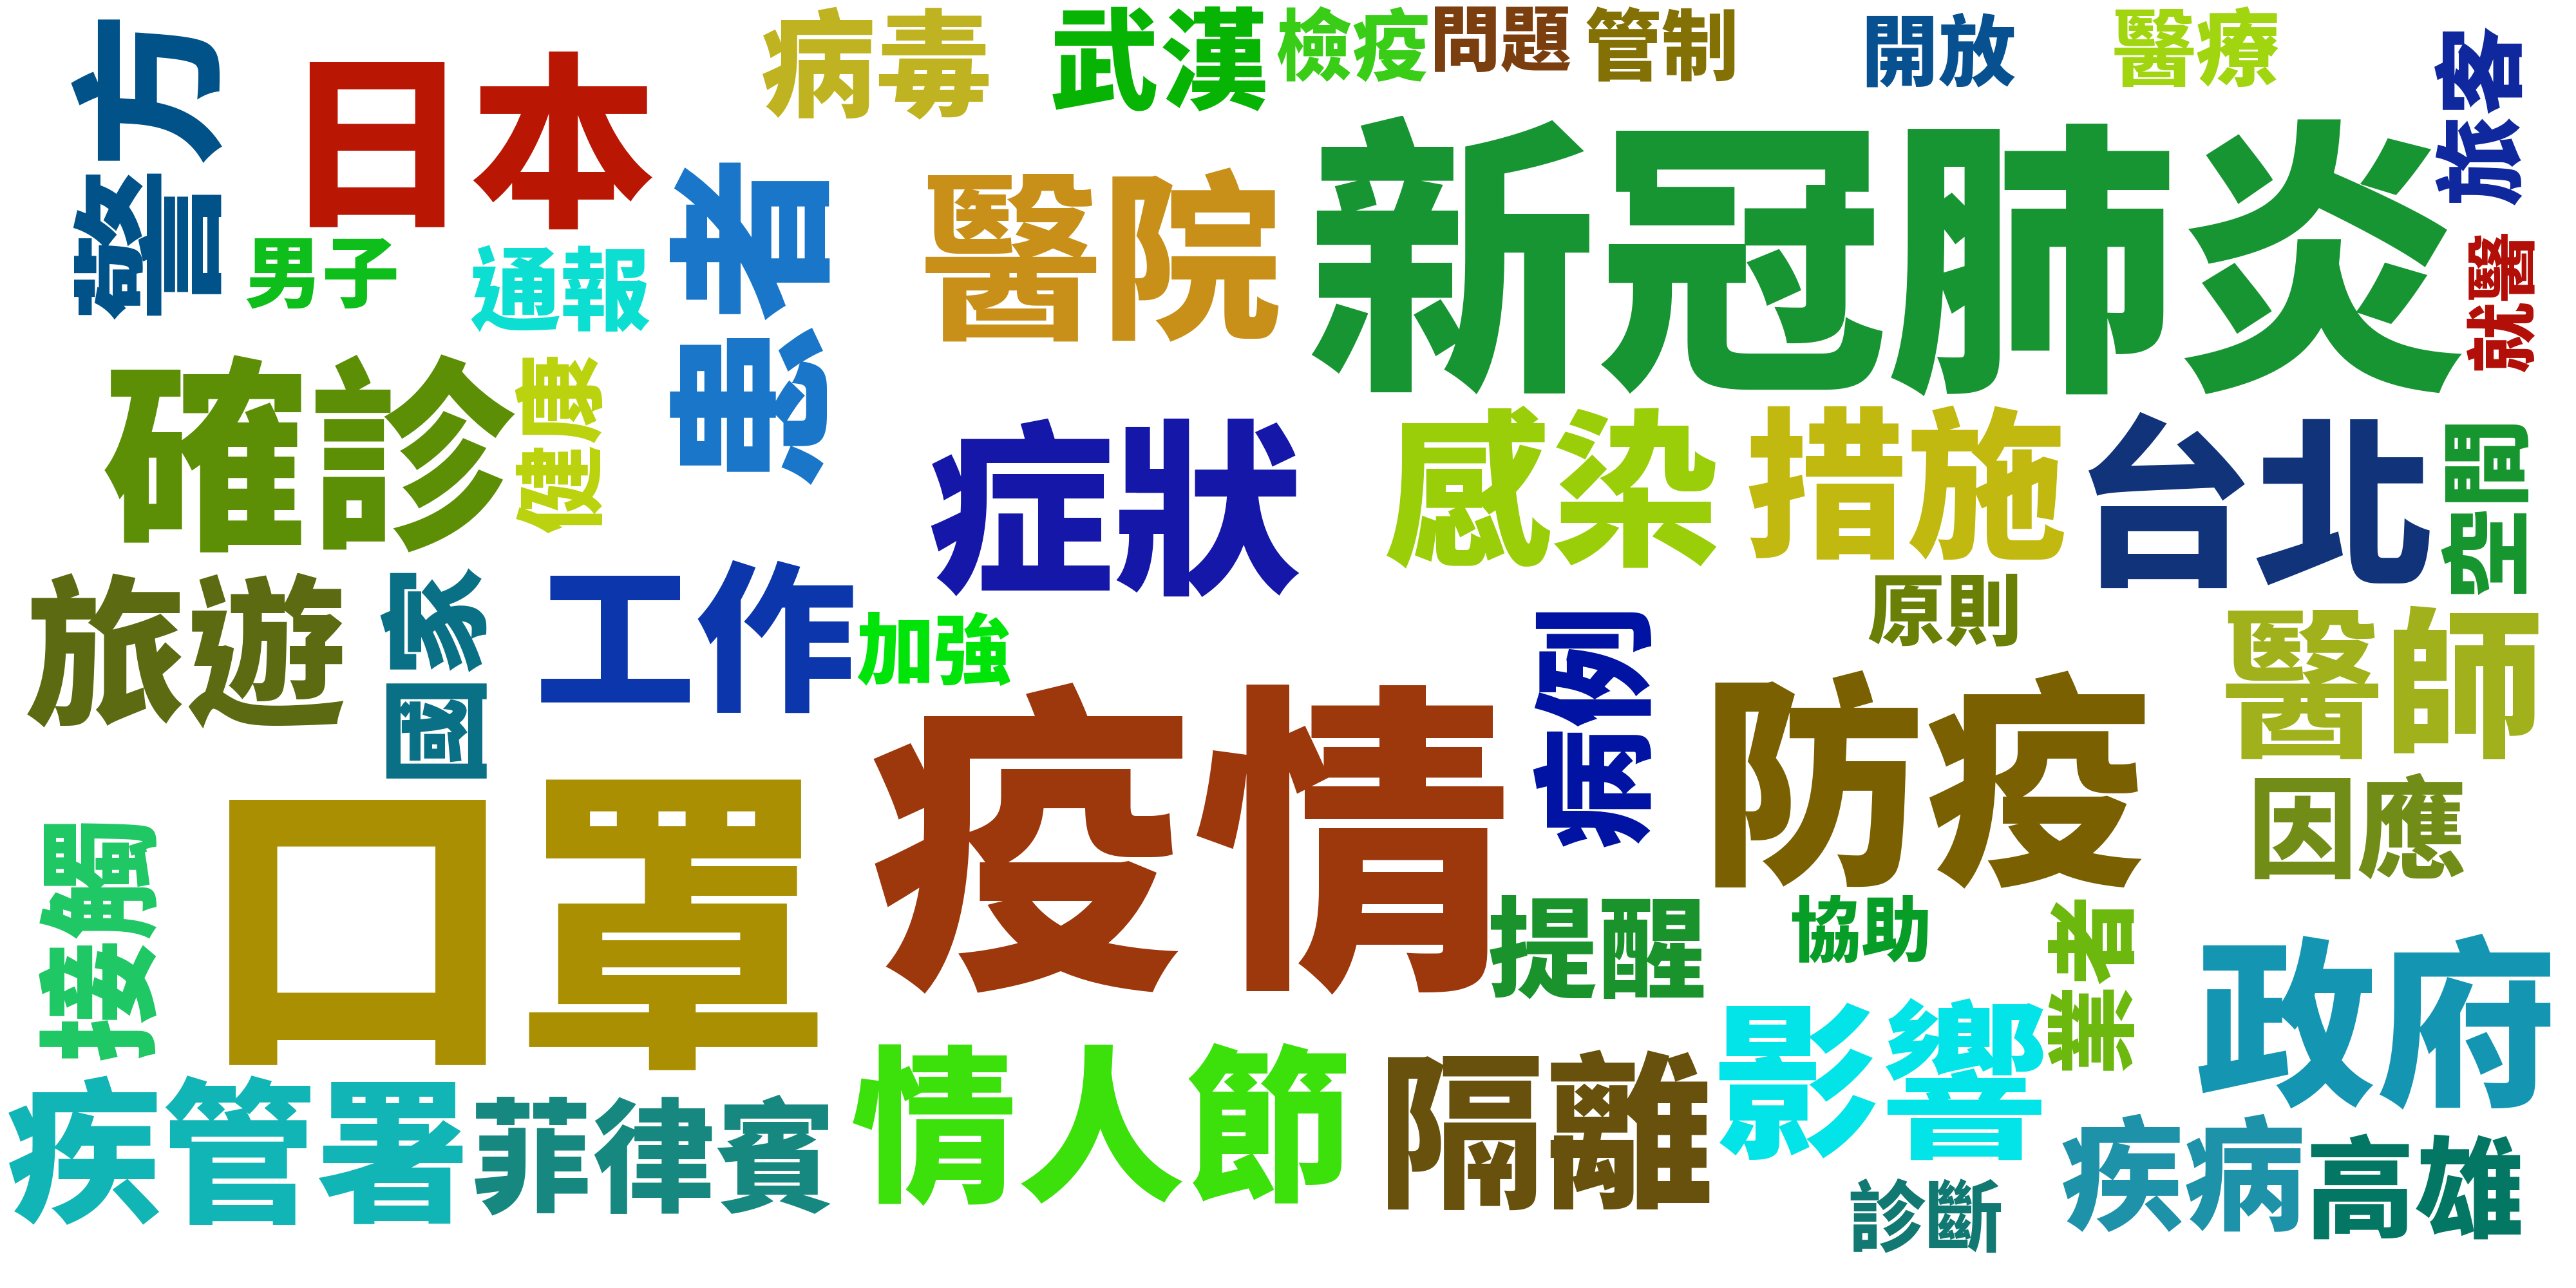 病毒
武漢
檢疫
問題
管制
開放
醫療
旅客
警方
日本
新冠肺炎
患者
醫院
男子
通報
就醫
確診
健康
症狀
感染
措施
台北
空間
旅遊
國家
工作
加強
原則
病例
醫師
疫情
防疫
口罩
因應
接觸
提醒
協助
業者
政府
影響
疾管署
菲律賓
情人節
隔離
疾病
高雄
診斷